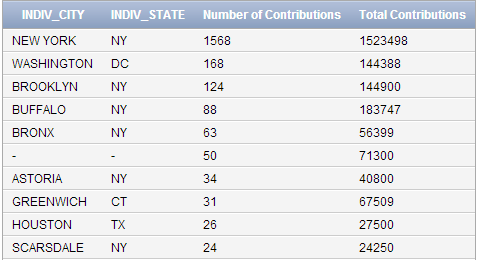 INDIV_CITY INDIV_STATE Number of Contributions Total Contributions
NEW YORK NY 1568 1523498
WASHINGTON DC 168 144388
BROOKLYN NY 124 144900
BUFFALO NY 88 183747
BRONX NY 63 56399
- - 50 71300
ASTORIA NY 34 40800
GREENWICH CT 31 67509
HOUSTON TX 26 27500
SCARSDALE NY 24 24250